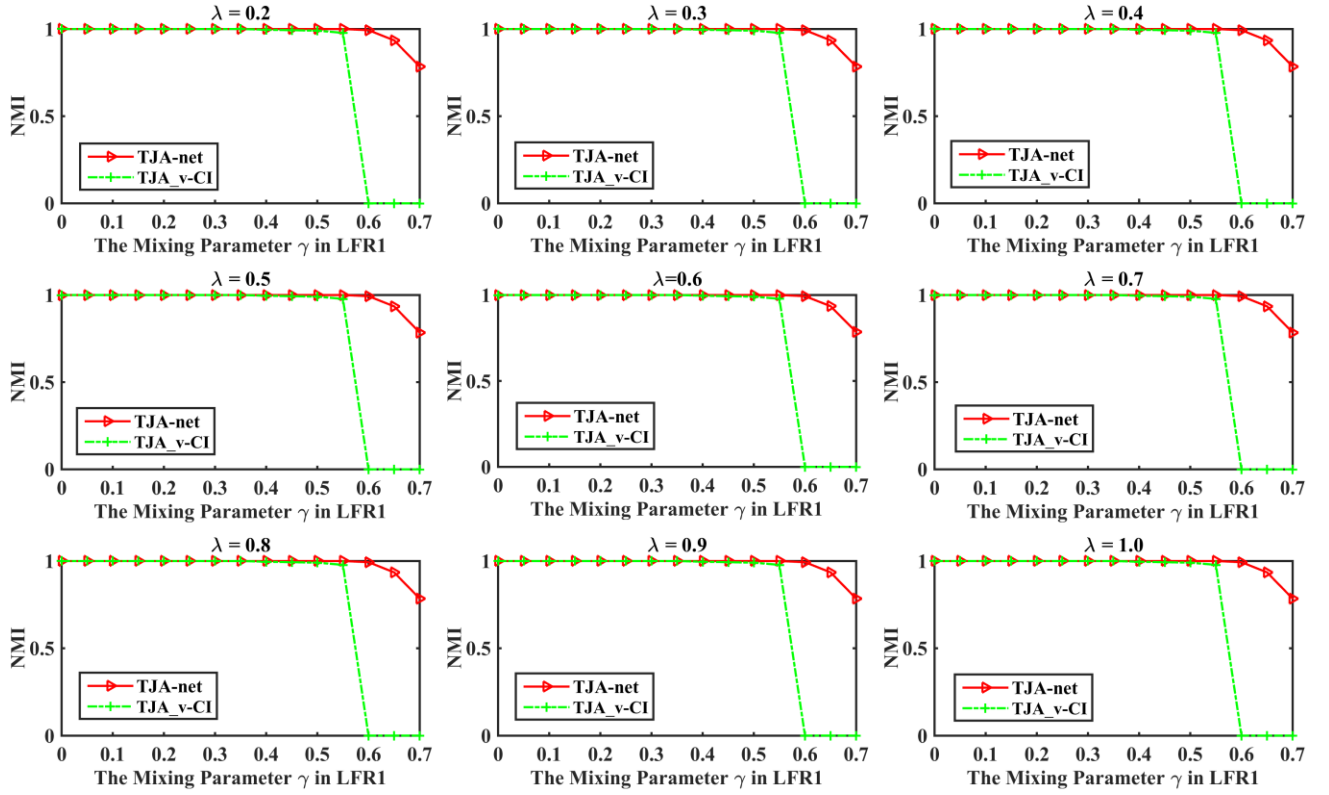 λ = 0.2
1
0.5
0
NMI
TJA-net
TJA_v-CI
0 0.1 0.2 0.3 0.4 0.5 0.6 0.7
The Mixing Parameter γ in LFR1
λ = 0.3
1
0.5
0
NMI
TJA-net
TJA_v-CI
0 0.1 0.2 0.3 0.4 0.5 0.6 0.7
The Mixing Parameter γ in LFR1
λ = 0.4
1
0.5
0
NMI
TJA-net
TJA_v-CI
0 0.1 0.2 0.3 0.4 0.5 0.6 0.7
The Mixing Parameter γ in LFR1
λ = 0.5
1
0.5
0
NMI
TJA-net
TJA_v-CI
0 0.1 0.2 0.3 0.4 0.5 0.6 0.7
The Mixing Parameter γ in LFR1
λ=0.6
1
0.5
0
NMI
TJA-net
TJA_v-CI
0 0.1 0.2 0.3 0.4 0.5 0.6 0.7
The Mixing Parameter γ in LFR1
λ = 0.7
1
0.5
0
NMI
TJA-net
TJA_v-CI
0 0.1 0.2 0.3 0.4 0.5 0.6 0.7
The Mixing Parameter γ in LFR1
λ = 0.8
1
0.5
0
NMI
TJA-net
TJA_v-CI
0 0.1 0.2 0.3 0.4 0.5 0.6 0.7
The Mixing Parameter γ in LFR1
λ = 0.9
1
0.5
0
NMI
TJA-net
TJA_v-CI
0 0.1 0.2 0.3 0.4 0.5 0.6 0.7
The Mixing Parameter γ in LFR1
λ = 1.0
1
0.5
0
NMI
TJA-net
TJA_v-CI
0 0.1 0.2 0.3 0.4 0.5 0.6 0.7
The Mixing Parameter γ in LFR1